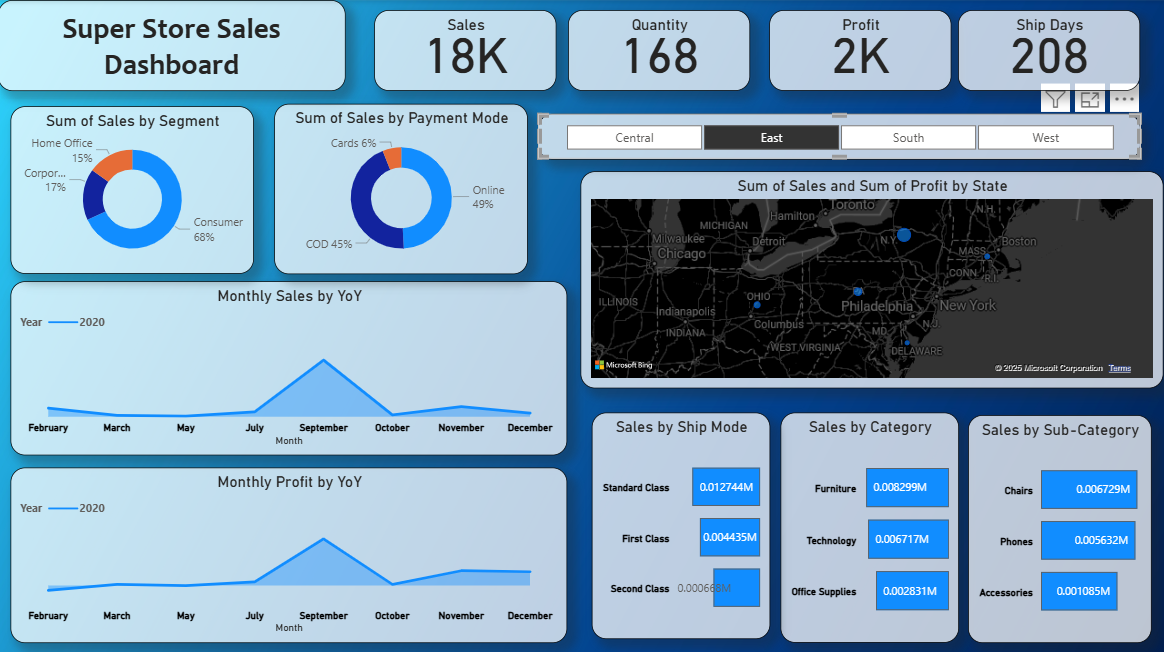 Super Store Sales
Dashboard
Sales
18K
Quantity
168
Profit
2K
Ship Days
208
Sum of Sales by Segment
Home Office
15%
Corpor...
17%
Consumer
68%
Sum of Sales by Payment Mode
Cards 6%
Online
49%
COD 45%
Central
East
South
West
Sum of Sales and Sum of Profit by State
Toronto
N.H.
Hamilton
MICHIGAN
Milwaukee
N.Y.
Boston
Detroit
MASS.
Chicago
CONN.
R.I.
PA
OHIO
ILLINOIS
Philadelphia
New York
Indianapolis
Columbus
N.J.
INDIANA
MD.
WEST VIRGINIA
DELAWARE
Microsoft Bing
© 2025 Microsoft Corporation Terms
Monthly Sales by YoY
Year 2020
February March May July September October November December
Month
Monthly Profit by YoY
Year 2020
February March May July September October November December
Month
Sales by Ship Mode
Standard Class 0.012744M
First Class 0.004435M
Second Class 0.000668M
Sales by Category
Furniture 0.008299M
Technology 0.006717M
Office Supplies 0.002831M
Sales by Sub-Category
Chairs 0.006729M
Phones 0.005632M
Accessories 0.001085M